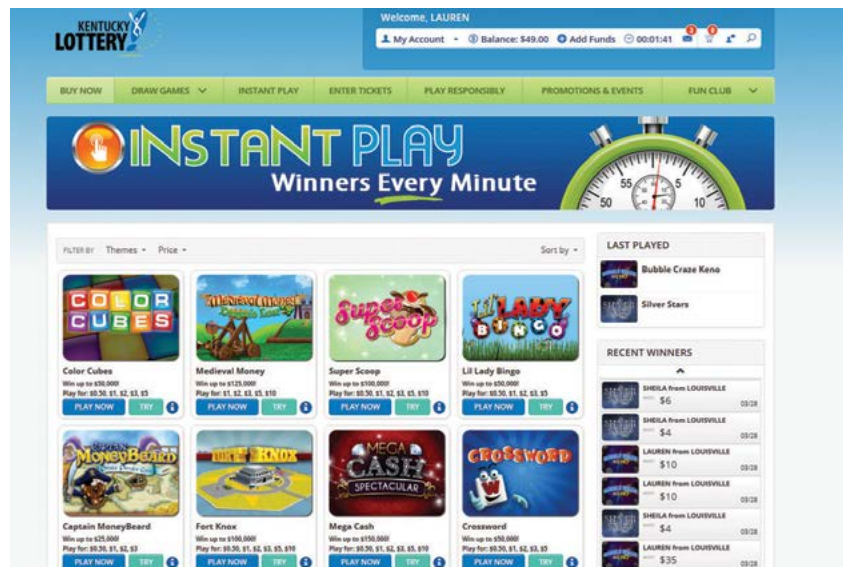 KENTUCKY
LOTTERY
Welcome, LAUREN
My Account Balance: $49.00 Add Funds 00:01:41
BUY NOW DRAW GAMES INSTANT PLAY ENTER TICKETS PLAY RESPONSIBLY PROMOTIONS & EVENTS FUN CLUB
INSTANT PLAY
Winners Every Minute
55 5
50 10
FILTER BY Themes Price Sort by
COLOR CUBES
Medieval Money
Super Scoop
Lil' LADY BINGO
Color Cubes
Win up to $50,000!
Play for: $0.50, $1, $2, $3, $5
PLAY NOW TRY
Medieval Money
Win up to $125,000!
Play for: $1, $2, $3, $5, $10
PLAY NOW TRY
Super Scoop
Win up to $100,000!
Play for: $0.50, $1, $2, $3, $5, $10
PLAY NOW TRY
Lil Lady Bingo
Win up to $50,000!
Play for: $0.50, $1, $2, $3, $5
PLAY NOW TRY
CAPTAIN MONEYBEARD
FORT KNOX
MEGA CASH SPECTACULAR
CROSSWORD
Captain MoneyBeard
Win up to $25,000!
Play for: $0.50, $1, $2, $3
PLAY NOW TRY
Fort Knox
Win up to $100,000!
Play for: $0.50, $1, $2, $3, $5, $10
PLAY NOW TRY
Mega Cash
Win up to $150,000!
Play for: $0.50, $1, $2, $3, $5, $10
PLAY NOW TRY
Crossword
Win up to $50,000!
Play for: $0.50, $1, $2, $3, $5
PLAY NOW TRY
LAST PLAYED
Bubble Craze Keno
Silver Stars
RECENT WINNERS
SHEILA from LOUISVILLE
$6
03/28
SHEILA from LOUISVILLE
$4
03/28
LAUREN from LOUISVILLE
$10
03/28
LAUREN from LOUISVILLE
$10
03/28
SHEILA from LOUISVILLE
$4
03/28
LAUREN from LOUISVILLE
$35
03/28